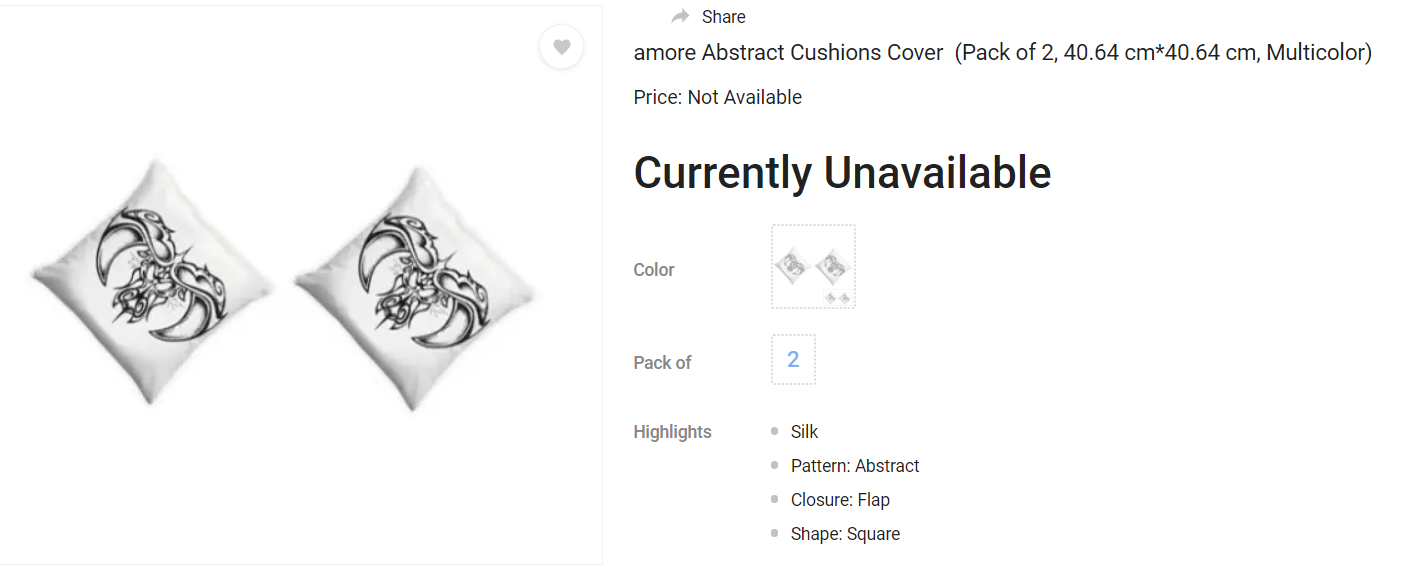 Share
amore Abstract Cushions Cover  (Pack of 2, 40.64 cm*40.64 cm, Multicolor)
Price: Not Available
Currently Unavailable
Color
Pack of
2
Highlights
Silk
Pattern: Abstract
Closure: Flap
Shape: Square